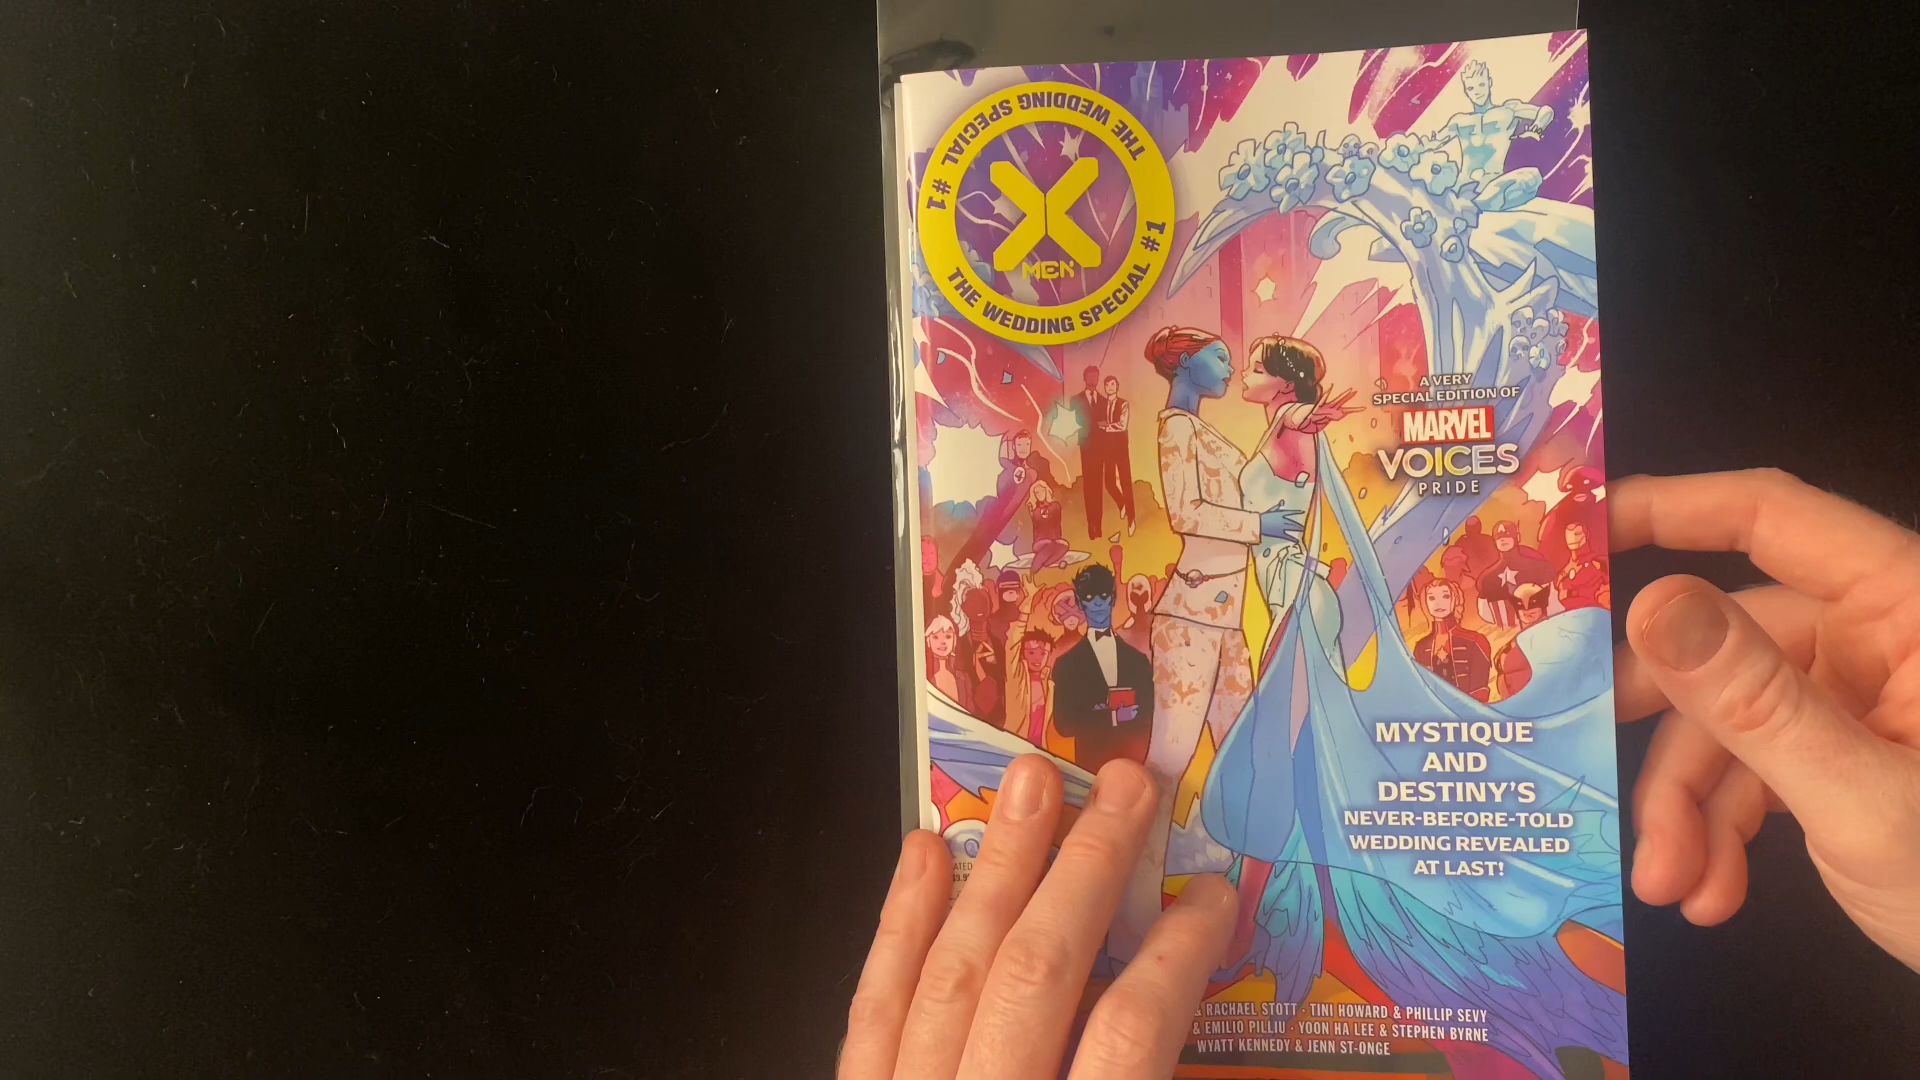 THE WEDDING SPECIAL #1
X
MEN
THE WEDDING SPECIAL #1
A VERY
SPECIAL EDITION OF
MARVEL
VOICES
PRIDE
MYSTIQUE
AND
DESTINY'S
NEVER-BEFORE-TOLD
WEDDING REVEALED
AT LAST!
& RACHAEL STOTT · TINI HOWARD & PHILLIP SEVY
& EMILIO PILLIU · YOON HA LEE & STEPHEN BYRNE
WYATT KENNEDY & JENN ST-ONGE